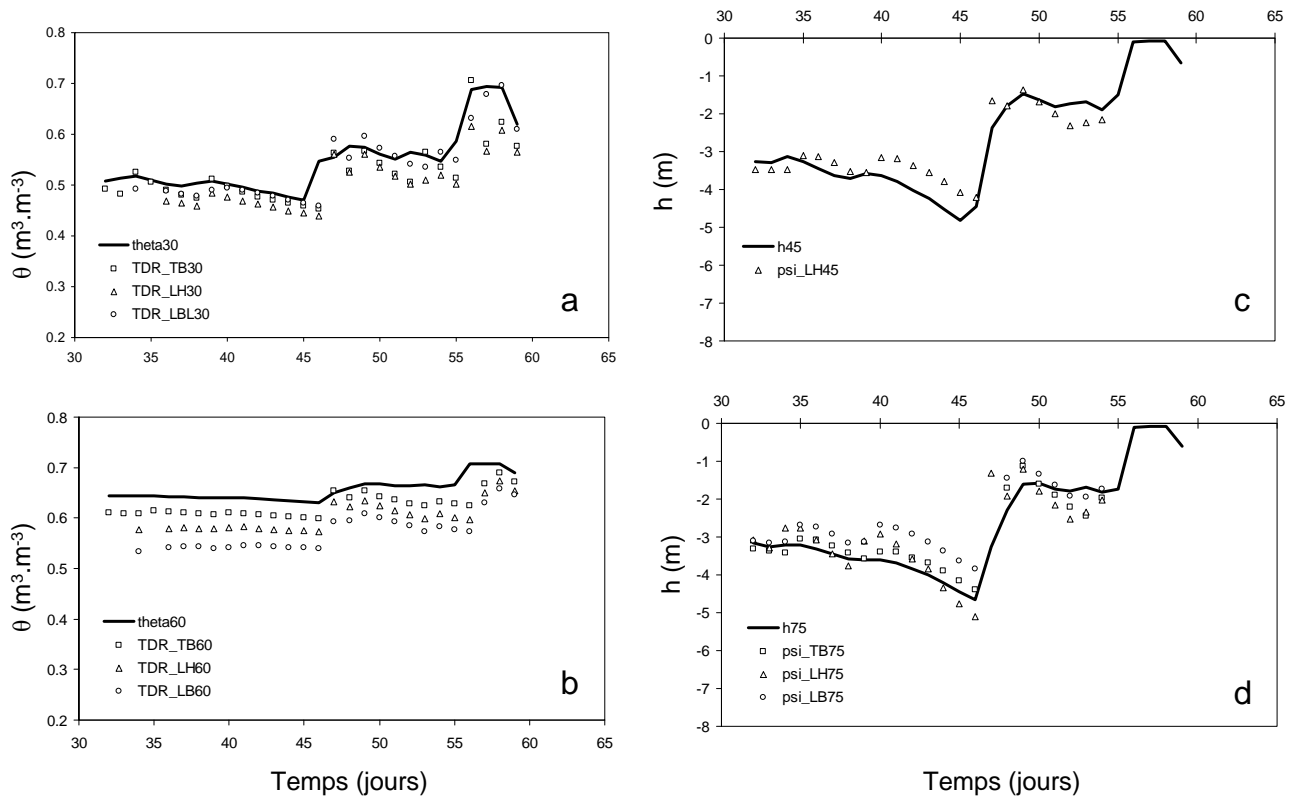 0.8
0.7
0.6
0.5
0.4
0.3
0.2
θ (m³.m⁻³)
theta30
TDR_TB30
TDR_LH30
TDR_LBL30
a
30 35 40 45 50 55 60 65
30 35 40 45 50 55 60 65
0
-1
-2
-3
-4
-5
-6
-7
-8
h (m)
h45
psi_LH45
c
0.8
0.7
0.6
0.5
0.4
0.3
0.2
θ (m³.m⁻³)
theta60
TDR_TB60
TDR_LH60
TDR_LB60
b
30 35 40 45 50 55 60 65
Temps (jours)
30 35 40 45 50 55 60 65
0
-1
-2
-3
-4
-5
-6
-7
-8
h (m)
h75
psi_TB75
psi_LH75
psi_LB75
d
Temps (jours)